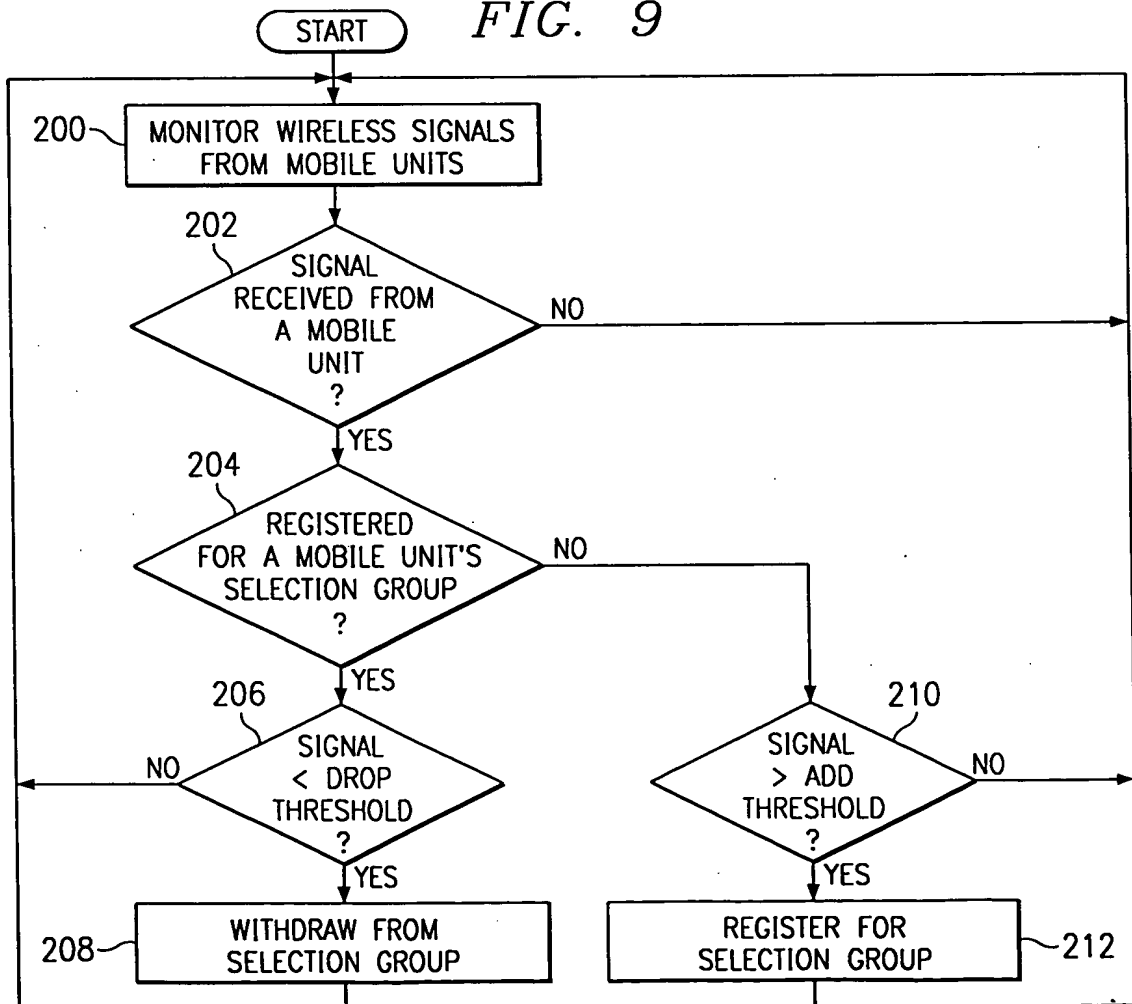 FIG. 9
START
200
MONITOR WIRELESS SIGNALS
FROM MOBILE UNITS
202
SIGNAL
RECEIVED FROM
A MOBILE
UNIT
?
NO
YES
204
REGISTERED
FOR A MOBILE UNIT'S
SELECTION GROUP
?
NO
YES
206
SIGNAL
< DROP
THRESHOLD
?
NO
YES
210
SIGNAL
> ADD
THRESHOLD
?
NO
YES
208
WITHDRAW FROM
SELECTION GROUP
REGISTER FOR
SELECTION GROUP
212